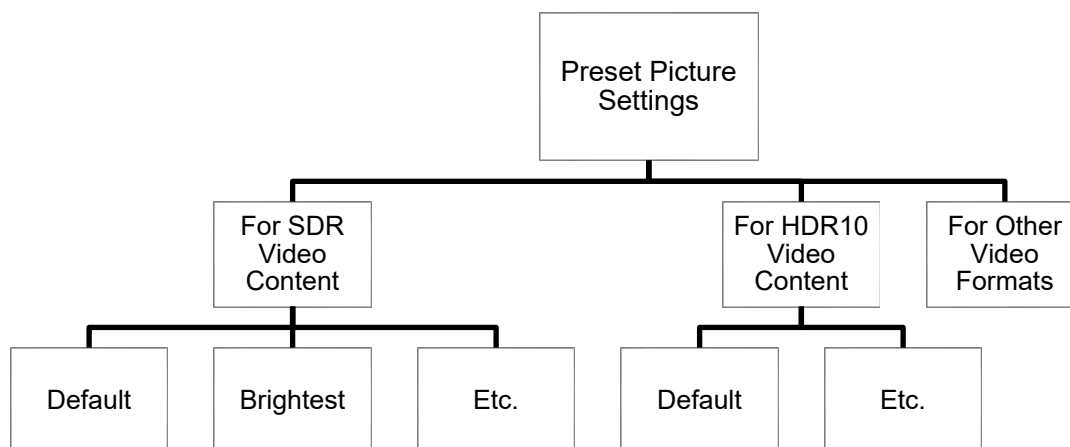 Preset Picture
Settings
For SDR
Video
Content
For HDR10
Video
Content
For Other
Video
Formats
Default
Brightest
Etc.
Default
Etc.